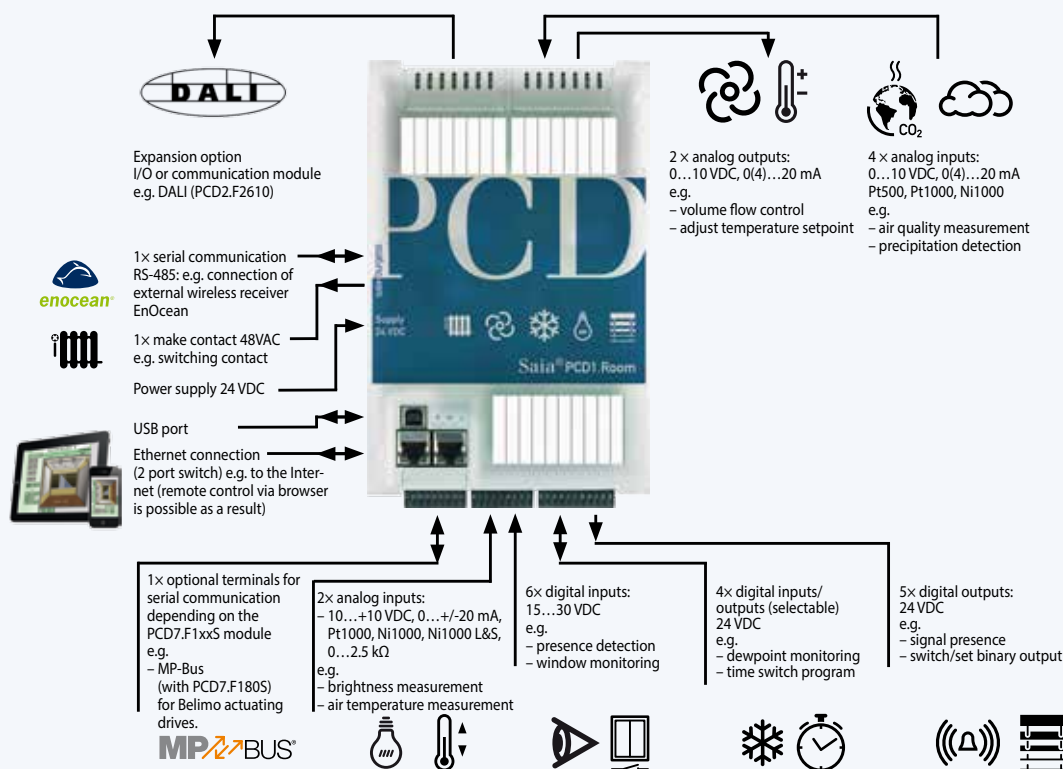 DALI
Expansion option
I/O or communication module
e.g. DALI (PCD2.F2610)
2 × analog outputs:
0…10 VDC, 0(4)…20 mA
e.g.
– volume flow control
– adjust temperature setpoint
CO₂
4 × analog inputs:
0…10 VDC, 0(4)…20 mA
Pt500, Pt1000, Ni1000
e.g.
– air quality measurement
– precipitation detection
enocean®
1× serial communication
RS-485: e.g. connection of
external wireless receiver
EnOcean
1× make contact 48VAC
e.g. switching contact
Power supply 24 VDC
USB port
Ethernet connection
(2 port switch) e.g. to the Inter-
net (remote control via browser
is possible as a result)
PCD
Supply
24 VDC
Saia® PCD1.Room
1× optional terminals for
serial communication
depending on the
PCD7.F1xxS module
e.g.
– MP-Bus
(with PCD7.F180S)
for Belimo actuating
drives.
MP BUS®
2× analog inputs:
– 10…+10 VDC, 0…+/-20 mA,
Pt1000, Ni1000, Ni1000 L&S,
0…2.5 kΩ
e.g.
– brightness measurement
– air temperature measurement
6× digital inputs:
15…30 VDC
e.g.
– presence detection
– window monitoring
4× digital inputs/
outputs (selectable)
24 VDC
e.g.
– dewpoint monitoring
– time switch program
5× digital outputs:
24 VDC
e.g.
– signal presence
– switch/set binary output